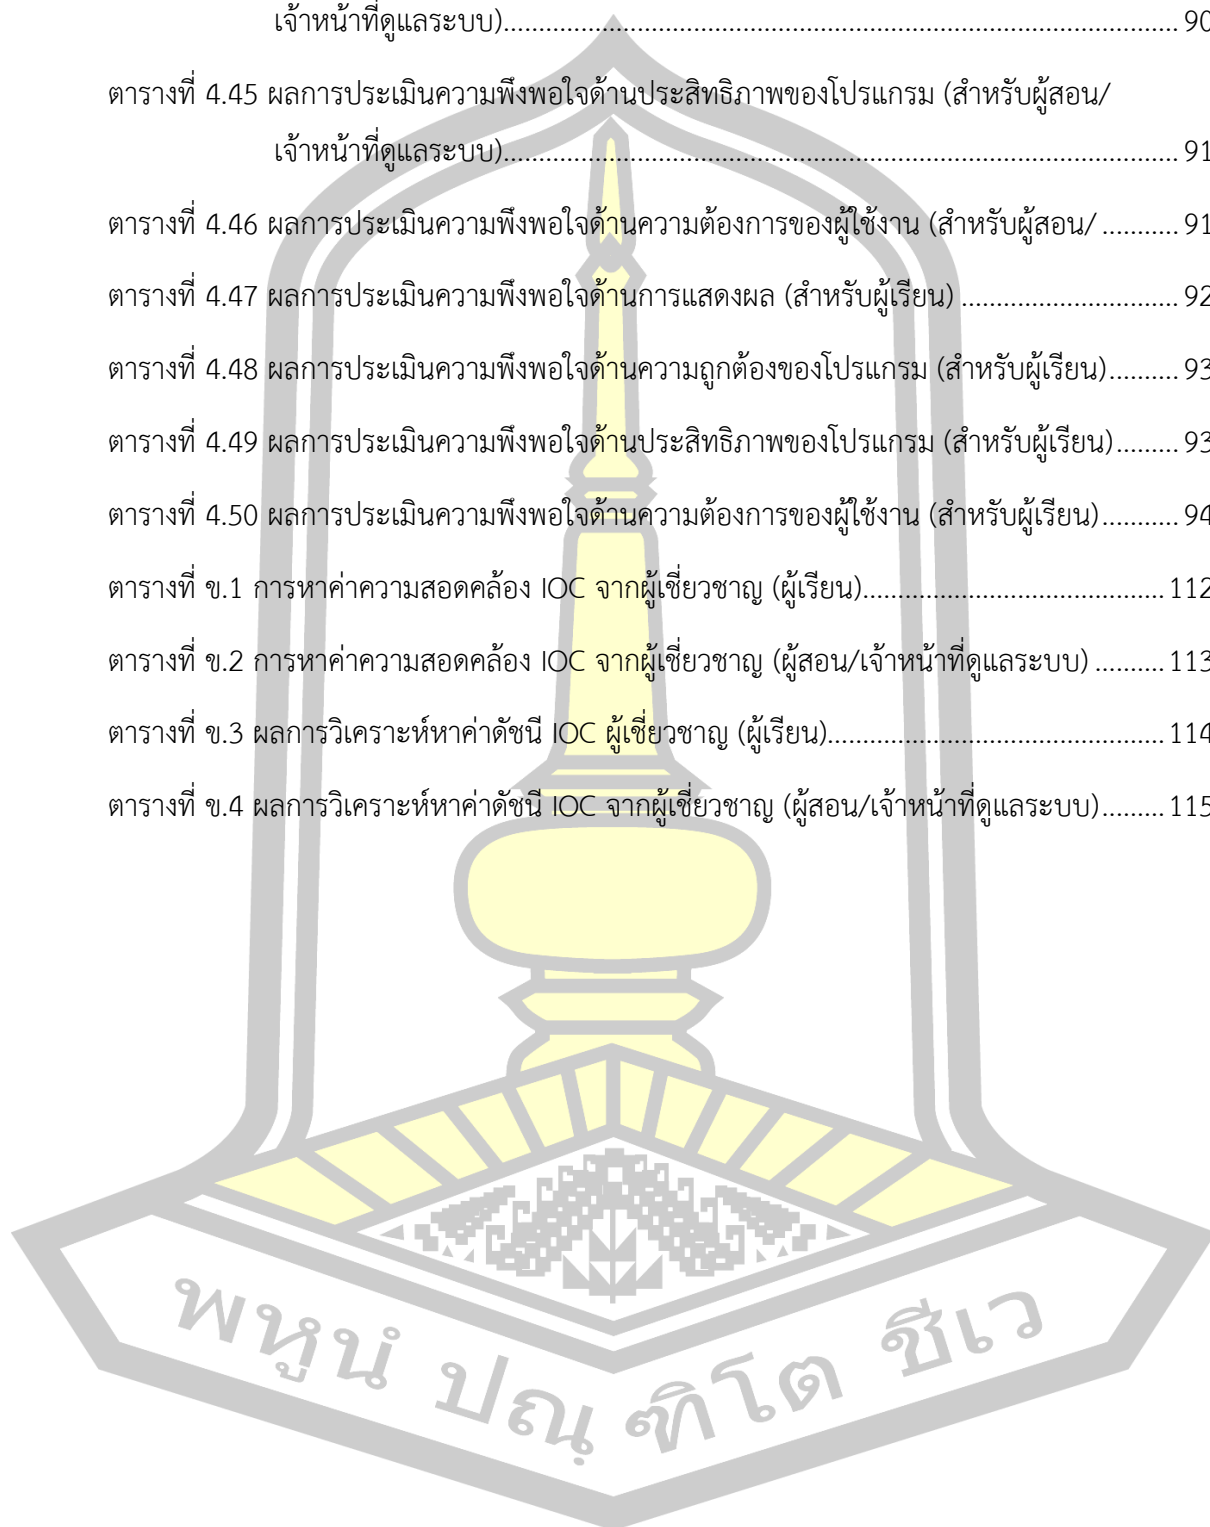 เจ้าหน้าที่ดูแลระบบ)........................................................................................................ 90
ตารางที่ 4.45 ผลการประเมินความพึงพอใจด้านประสิทธิภาพของโปรแกรม (สำหรับผู้สอน/
เจ้าหน้าที่ดูแลระบบ)........................................................................................................ 91
ตารางที่ 4.46 ผลการประเมินความพึงพอใจด้านความต้องการของผู้ใช้งาน (สำหรับผู้สอน/ ........... 91
ตารางที่ 4.47 ผลการประเมินความพึงพอใจด้านการแสดงผล (สำหรับผู้เรียน) ................................. 92
ตารางที่ 4.48 ผลการประเมินความพึงพอใจด้านความถูกต้องของโปรแกรม (สำหรับผู้เรียน).......... 93
ตารางที่ 4.49 ผลการประเมินความพึงพอใจด้านประสิทธิภาพของโปรแกรม (สำหรับผู้เรียน)......... 93
ตารางที่ 4.50 ผลการประเมินความพึงพอใจด้านความต้องการของผู้ใช้งาน (สำหรับผู้เรียน)........... 94
ตารางที่ ข.1 การหาค่าความสอดคล้อง IOC จากผู้เชี่ยวชาญ (ผู้เรียน).............................................. 112
ตารางที่ ข.2 การหาค่าความสอดคล้อง IOC จากผู้เชี่ยวชาญ (ผู้สอน/เจ้าหน้าที่ดูแลระบบ) .......... 113
ตารางที่ ข.3 ผลการวิเคราะห์หาค่าดัชนี IOC ผู้เชี่ยวชาญ (ผู้เรียน)................................................... 114
ตารางที่ ข.4 ผลการวิเคราะห์หาค่าดัชนี IOC จากผู้เชี่ยวชาญ (ผู้สอน/เจ้าหน้าที่ดูแลระบบ)......... 115
พหูนํ ปณฺ ฑิโต ชีเว